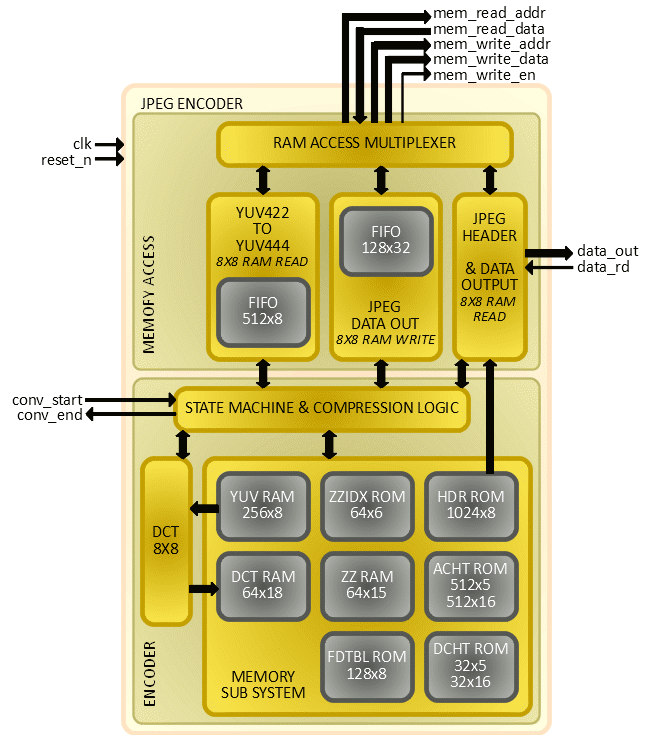 mem_read_addr
mem_read_data
mem_write_addr
mem_write_data
mem_write_en
JPEG ENCODER
clk
reset_n
RAM ACCESS MULTIPLEXER
MEMORY ACCESS
YUV422
TO
YUV444
8X8 RAM READ
FIFO
512x8
FIFO
128x32
JPEG
DATA OUT
8X8 RAM WRITE
JPEG
HEADER
& DATA
OUTPUT
8X8 RAM
READ
data_out
data_rd
conv_start
conv_end
STATE MACHINE & COMPRESSION LOGIC
ENCODER
DCT
8X8
YUV RAM
256x8
ZZIDX ROM
64x6
HDR ROM
1024x8
DCT RAM
64x18
ZZ RAM
64x15
ACHT ROM
512x5
512x16
MEMORY
SUB SYSTEM
FDTBL ROM
128x8
DCHT ROM
32x5
32x16